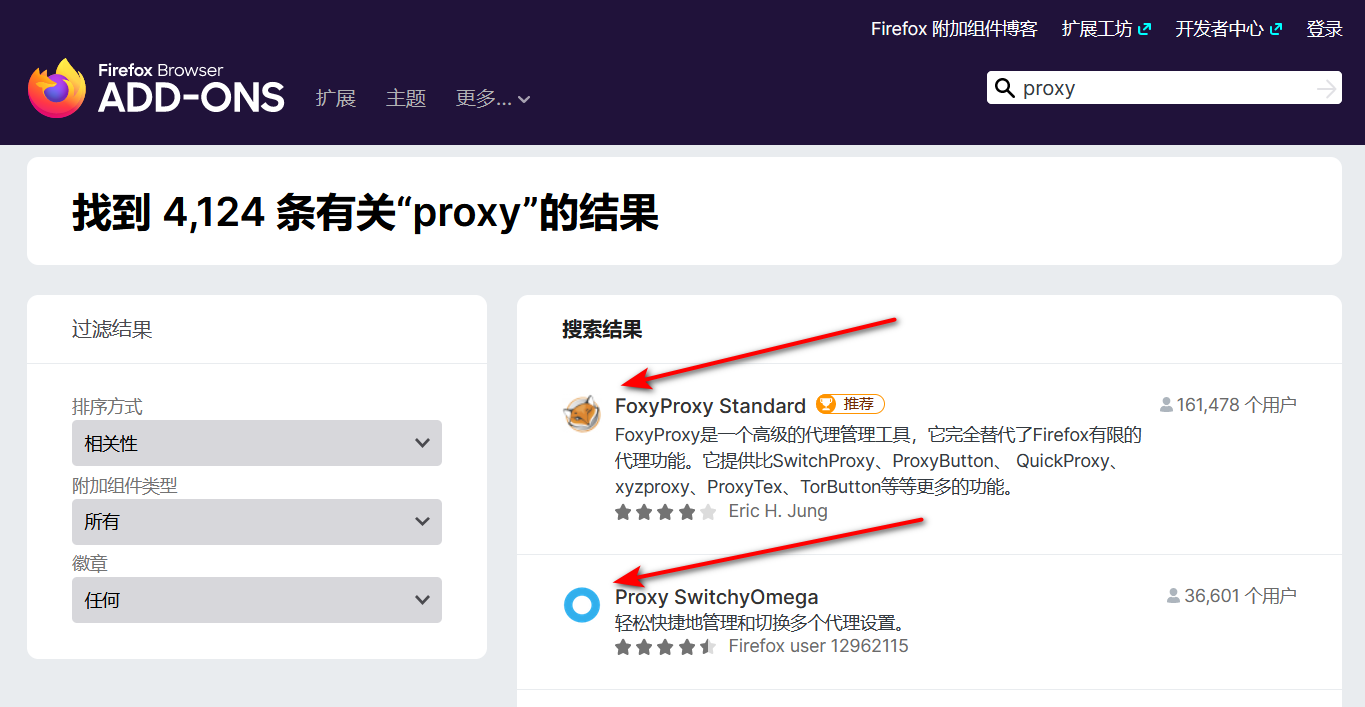 Firefox 附加组件博客 扩展工坊 开发者中心 登录
Firefox Browser
ADD-ONS 扩展 主题 更多... proxy
找到 4,124 条有关“proxy”的结果
过滤结果
排序方式
相关性
附加组件类型
所有
徽章
任何
搜索结果
FoxyProxy Standard 推荐 161,478 个用户
FoxyProxy是一个高级的代理管理工具，它完全替代了Firefox有限的
代理功能。它提供比SwitchProxy、ProxyButton、 QuickProxy、
xyzproxy、ProxyTex、TorButton等等更多的功能。
Eric H. Jung
Proxy SwitchyOmega 36,601 个用户
轻松快捷地管理和切换多个代理设置。
Firefox user 12962115